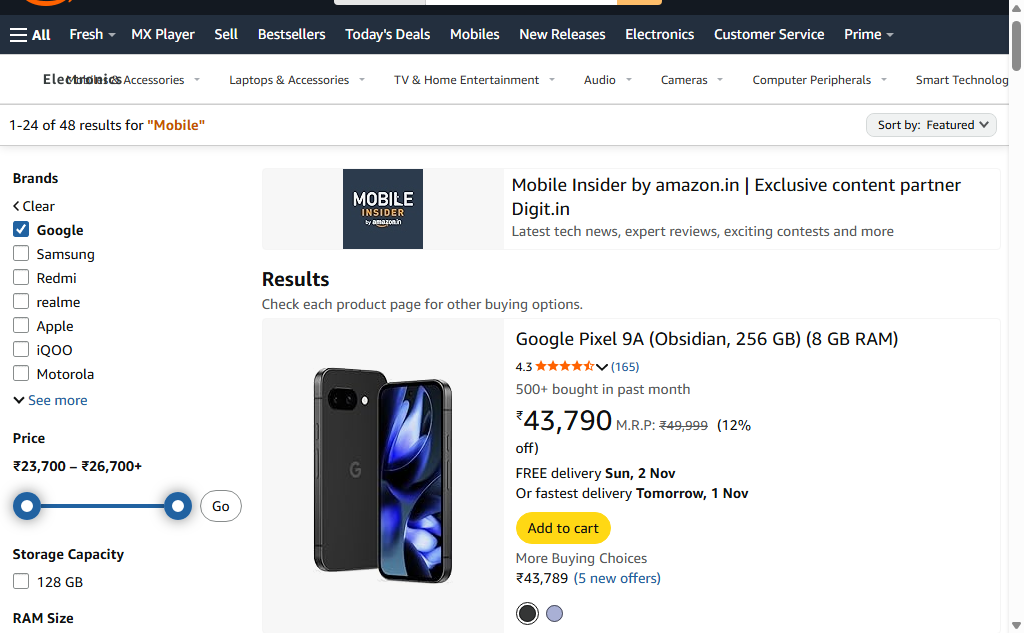 All
Fresh
MX Player
Sell
Bestsellers
Today's Deals
Mobiles
New Releases
Electronics
Customer Service
Prime
Electronics
Mobiles & Accessories
Laptops & Accessories
TV & Home Entertainment
Audio
Cameras
Computer Peripherals
Smart Technolog
1-24 of 48 results for "Mobile"
Sort by: Featured
Brands
Clear
Google
Samsung
Redmi
realme
Apple
iQOO
Motorola
See more
Price
₹23,700 – ₹26,700+
Go
Storage Capacity
128 GB
RAM Size
MOBILE
INSIDER
by amazon.in
Mobile Insider by amazon.in | Exclusive content partner
Digit.in
Latest tech news, expert reviews, exciting contests and more
Results
Check each product page for other buying options.
G
Google Pixel 9A (Obsidian, 256 GB) (8 GB RAM)
4.3 (165)
500+ bought in past month
₹43,790 M.R.P: ₹49,999 (12%
off)
FREE delivery Sun, 2 Nov
Or fastest delivery Tomorrow, 1 Nov
Add to cart
More Buying Choices
₹43,789 (5 new offers)